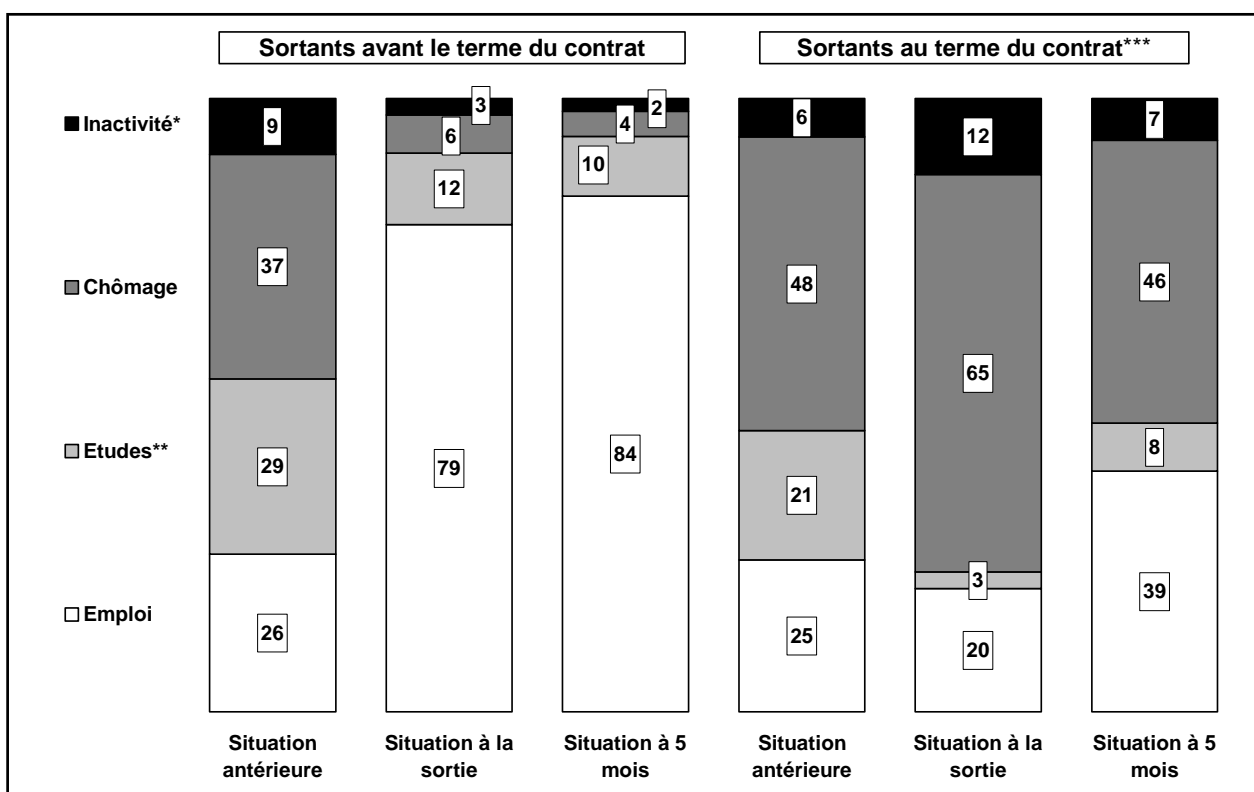 Sortants avant le terme du contrat
Sortants au terme du contrat***
Inactivité*
Chômage
Etudes**
Emploi
9
37
29
26
3
6
12
79
2
4
10
84
6
48
21
25
12
65
3
20
7
46
8
39
Situation
antérieure
Situation à la
sortie
Situation à 5
mois
Situation
antérieure
Situation à la
sortie
Situation à 5
mois